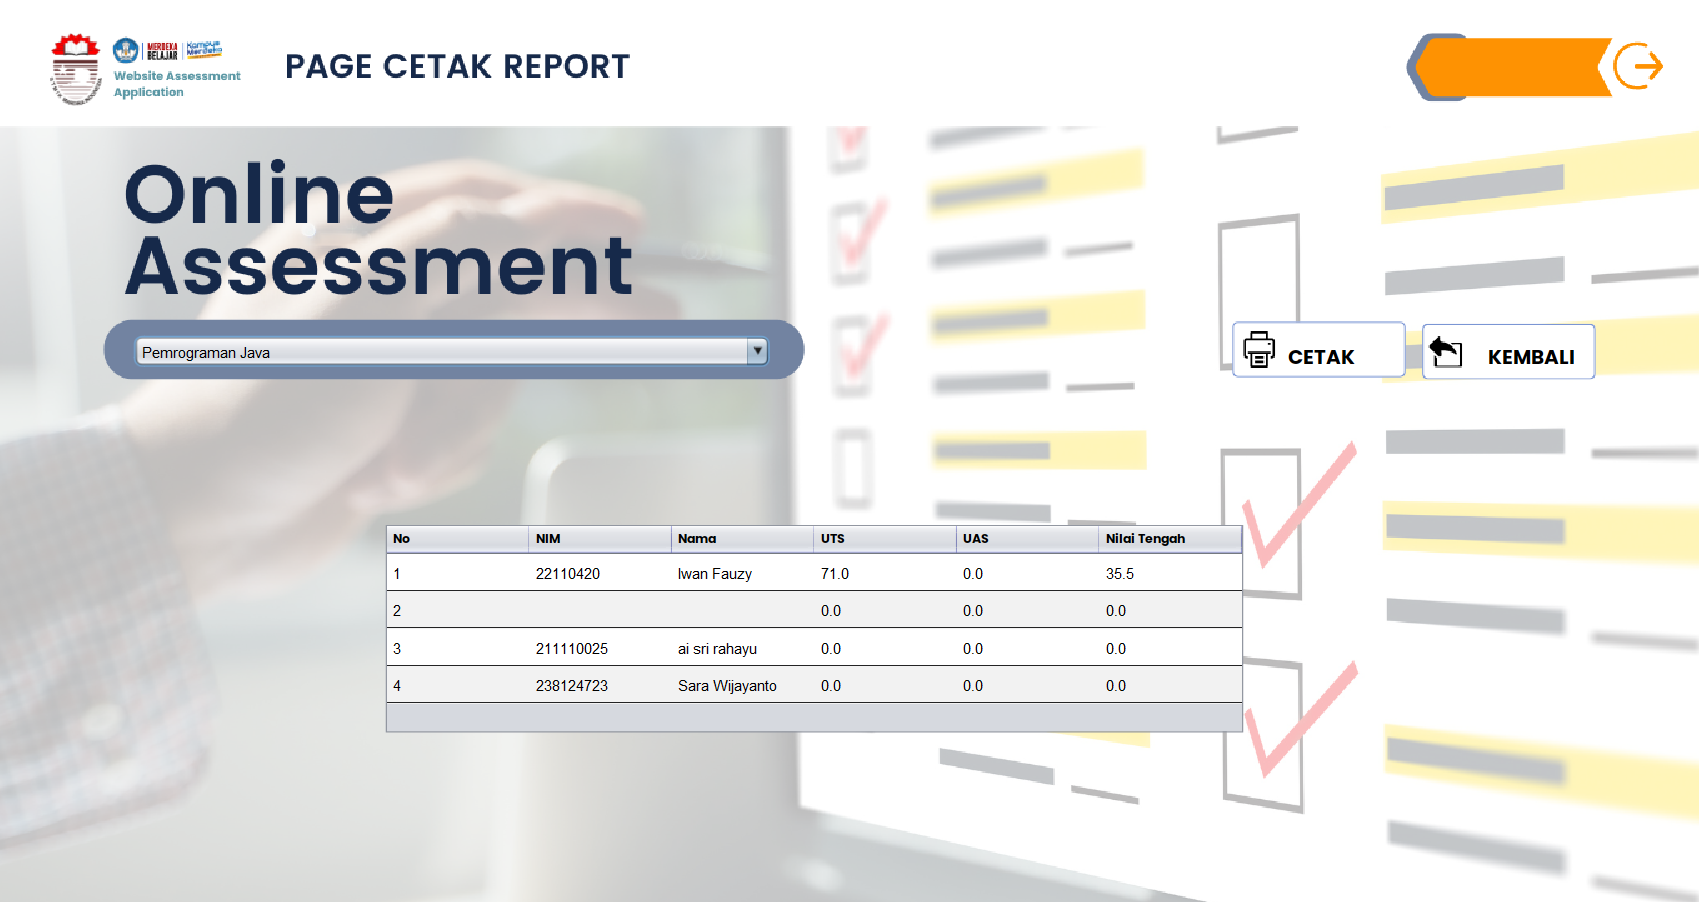 MERDEKA
BELAJAR
Kampus
Merdeka
Website Assessment
Application
PAGE CETAK REPORT
Online
Assessment
Pemrograman Java
CETAK
KEMBALI
No NIM Nama UTS UAS Nilai Tengah
1 22110420 Iwan Fauzy 71.0 0.0 35.5
2 0.0 0.0 0.0
3 211110025 ai sri rahayu 0.0 0.0 0.0
4 238124723 Sara Wijayanto 0.0 0.0 0.0